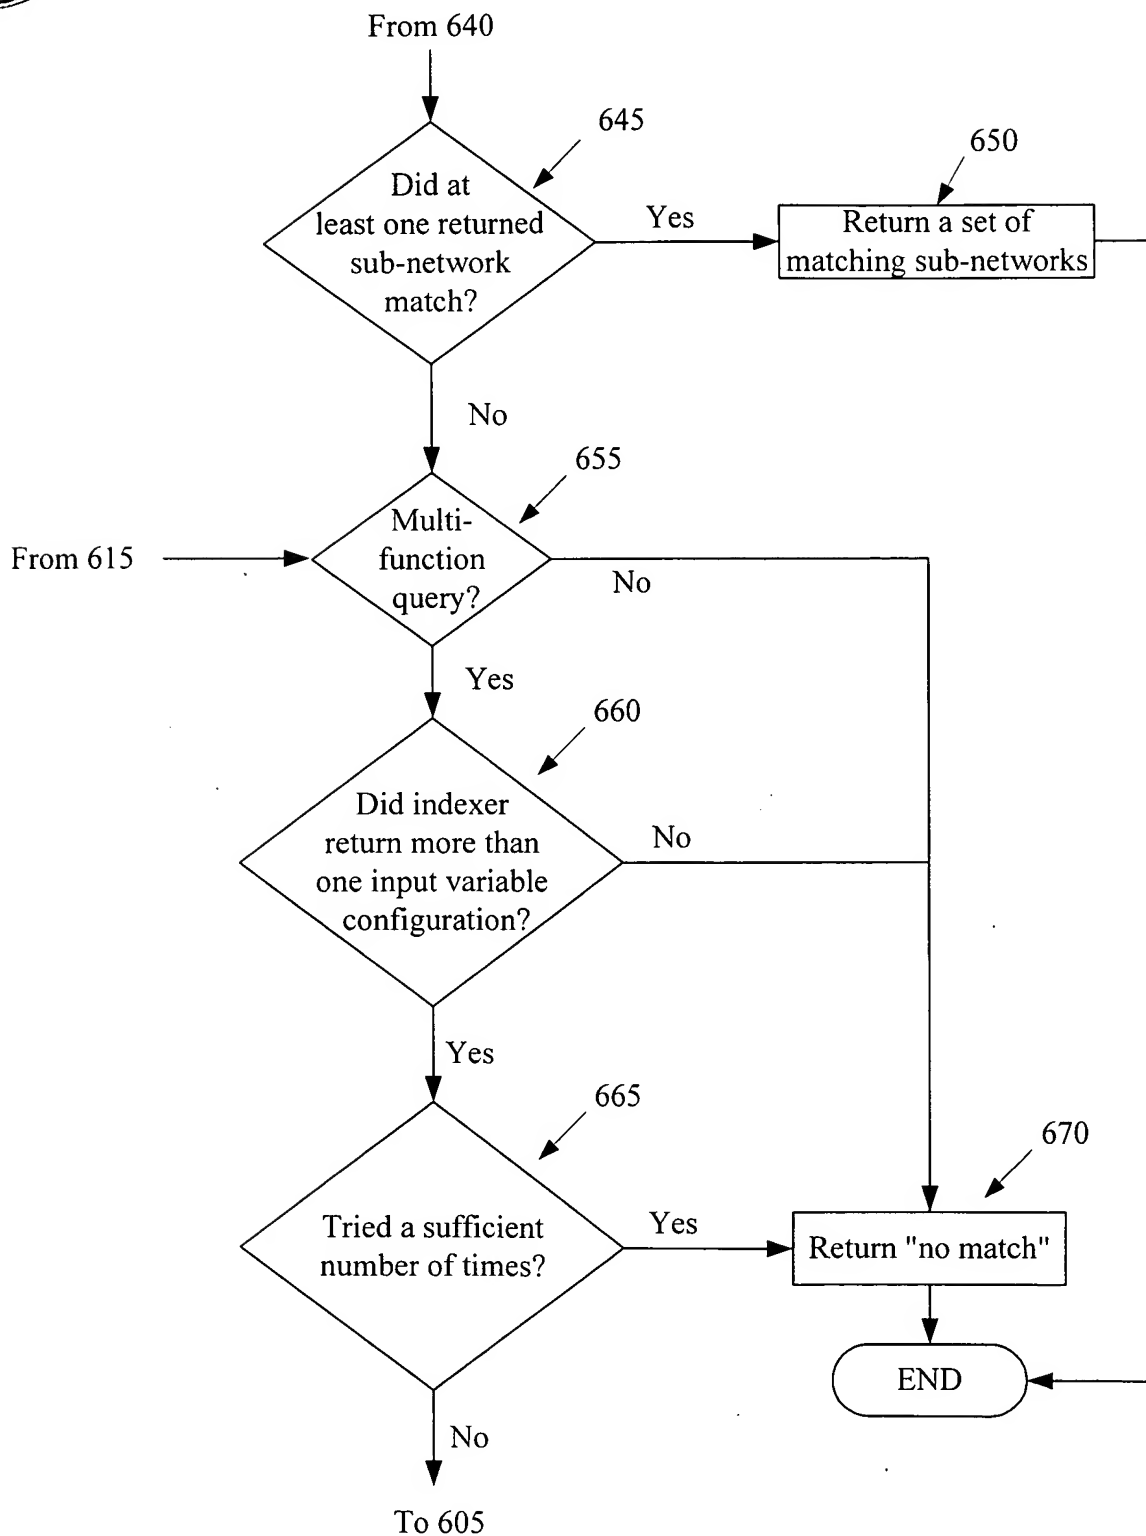 From 640
645
650
Did at
least one returned
sub-network
match?
Yes
Return a set of
matching sub-networks
No
655
From 615
Multi-
function
query?
No
Yes
660
Did indexer
return more than
one input variable
configuration?
No
Yes
665
670
Tried a sufficient
number of times?
Yes
Return "no match"
END
No
To 605